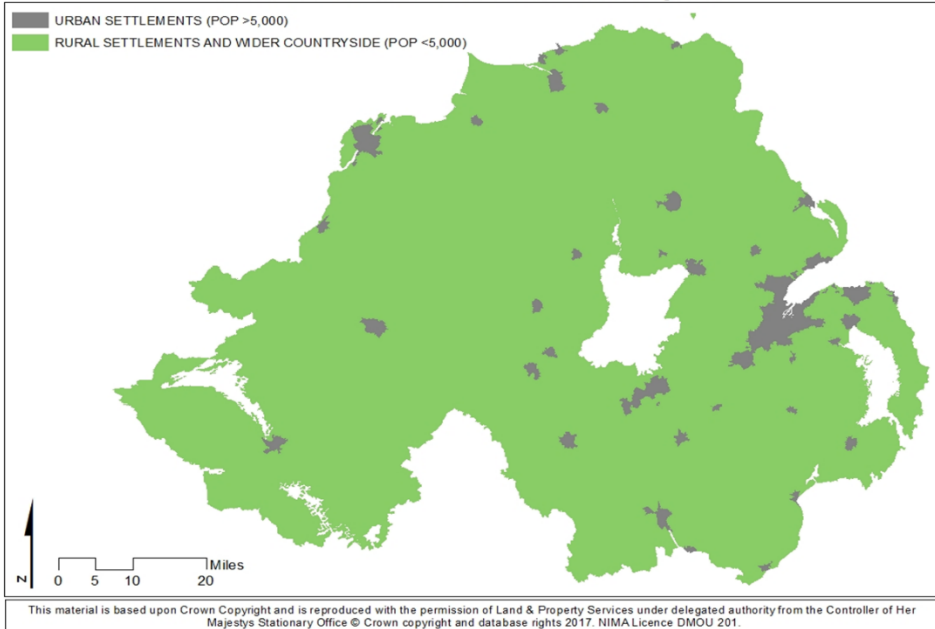 URBAN SETTLEMENTS (POP >5,000)
RURAL SETTLEMENTS AND WIDER COUNTRYSIDE (POP <5,000)
N
Miles
0 5 10 20
This material is based upon Crown Copyright and is reproduced with the permission of Land & Property Services under delegated authority from the Controller of Her
Majestys Stationary Office © Crown copyright and database rights 2017. NIMA Licence DMOU 201.